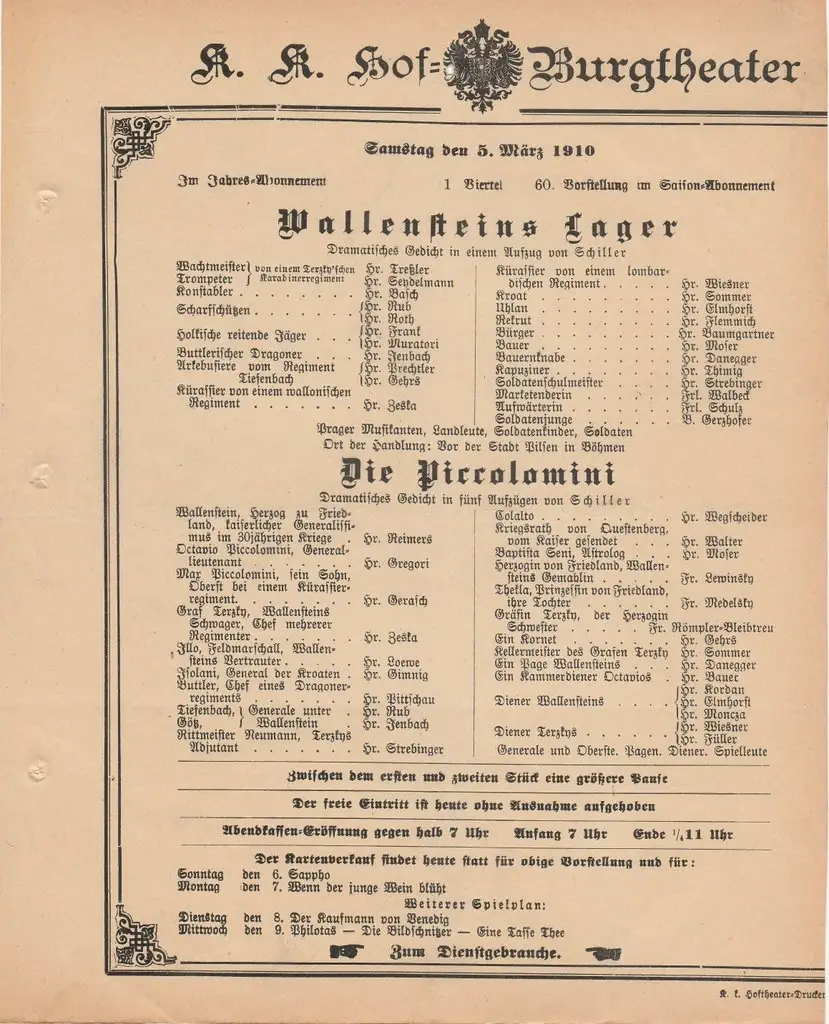 K. K. Hof-Burgtheater
Samstag den 5. März 1910
Im Jahres-Abonnement 1 Viertel 60. Vorstellung im Saison-Abonnement
Wallensteins Lager
Dramatisches Gedicht in einem Aufzug von Schiller
Wachtmeister } von einem Terzky'schen Hr. Treßler
Trompeter } Karabinerregiment Hr. Seydelmann
Konstabler . . . . . . . . Hr. Basch
Scharfschützen . . . . . . {Hr. Rub
{Hr. Roth
Holkische reitende Jäger . . . {Hr. Frank
{Hr. Muratori
Buttlerischer Dragoner . . . Hr. Jenbach
Arkebusiere vom Regiment {Hr. Prechtler
Tiefenbach {Hr. Gehrs
Kürassier von einem wallonischen
Regiment . . . . . . . Hr. Zeska
Kürassier von einem lombar-
dischen Regiment . . . . . Hr. Wiesner
Kroat . . . . . . . . . Hr. Sommer
Uhlan . . . . . . . . . Hr. Elmhorst
Rekrut . . . . . . . . . Hr. Flemmich
Bürger . . . . . . . . . Hr. Baumgartner
Bauer . . . . . . . . . Hr. Moser
Bauernknabe . . . . . . . Hr. Danegger
Kapuziner . . . . . . . . Hr. Thimig
Soldatenschulmeister . . . . Hr. Strebinger
Marketenderin . . . . . . Frl. Walbeck
Aufwärterin . . . . . . . Frl. Schulz
Soldatenjunge . . . . . . B. Gerzhofer
Prager Musikanten, Landleute, Soldatenkinder, Soldaten
Ort der Handlung: Vor der Stadt Pilsen in Böhmen
Die Piccolomini
Dramatisches Gedicht in fünf Aufzügen von Schiller
Wallenstein, Herzog zu Fried-
land, kaiserlicher Generalissi-
mus im 30jährigen Kriege . Hr. Reimers
Octavio Piccolomini, General-
lieutenant . . . . . . . Hr. Gregori
Max Piccolomini, sein Sohn,
Oberst bei einem Kürassier-
regiment . . . . . . . . Hr. Gerasch
Graf Terzky, Wallensteins
Schwager, Chef mehrerer
Regimenter . . . . . . . Hr. Zeska
Illo, Feldmarschall, Wallen-
steins Vertrauter . . . . . Hr. Loewe
Isolani, General der Kroaten . Hr. Gimnig
Buttler, Chef eines Dragoner-
regiments . . . . . . . Hr. Pittschau
Tiefenbach, } Generale unter . Hr. Rub
Götz, } Wallenstein . Hr. Jenbach
Rittmeister Neumann, Terzkys
Adjutant . . . . . . . Hr. Strebinger
Colalto . . . . . . . . Hr. Wegscheider
Kriegsrath von Questenberg,
vom Kaiser gesendet . . . Hr. Walter
Baptista Seni, Astrolog . . . Hr. Moser
Herzogin von Friedland, Wallen-
steins Gemahlin . . . . . Fr. Lewinsky
Thekla, Prinzessin von Friedland,
ihre Tochter . . . . . . Fr. Medelsky
Gräfin Terzky, der Herzogin
Schwester . . . . . Fr. Römpler-Bleibtreu
Ein Kornet . . . . . . . Hr. Gehrs
Kellermeister des Grafen Terzky Hr. Sommer
Ein Page Wallensteins . . . Hr. Danegger
Ein Kammerdiener Octavios . Hr. Bauer
{Hr. Kordan
Diener Wallensteins . . . . {Hr. Elmhorst
{Hr. Moncza
Diener Terzkys . . . . . . {Hr. Wiesner
{Hr. Füller
Generale und Oberste. Pagen. Diener. Spielleute
Zwischen dem ersten und zweiten Stück eine größere Pause
Der freie Eintritt ist heute ohne Ausnahme aufgehoben
Abendkassen-Eröffnung gegen halb 7 Uhr Anfang 7 Uhr Ende 1/411 Uhr
Der Kartenverkauf findet heute statt für obige Vorstellung und für:
Sonntag den 6. Sappho
Montag den 7. Wenn der junge Wein blüht
Weiterer Spielplan:
Dienstag den 8. Der Kaufmann von Venedig
Mittwoch den 9. Philotas — Die Bildschnitzer — Eine Tasse Thee
Zum Dienstgebrauche.
K. k. Hoftheater-Drucker